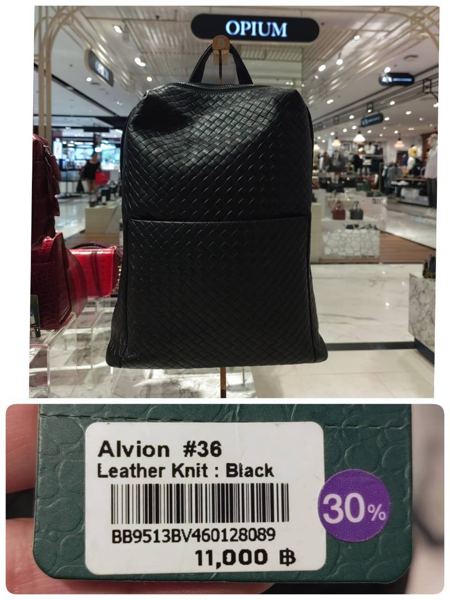 OPIUM
Alvion #36
Leather Knit : Black
BB9513BV460128089
11,000 ฿
30%